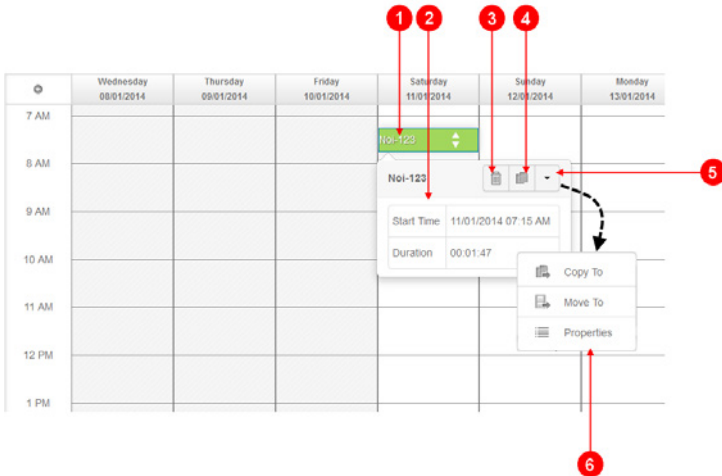 1 2 3 4
Wednesday Thursday Friday Saturday Sunday Monday
08/01/2014 09/01/2014 10/01/2014 11/01/2014 12/01/2014 13/01/2014
7 AM
Noi-123
8 AM
Noi-123
5
9 AM
Start Time 11/01/2014 07:15 AM
Duration 00:01:47
10 AM
Copy To
11 AM
Move To
Properties
12 PM
1 PM
6